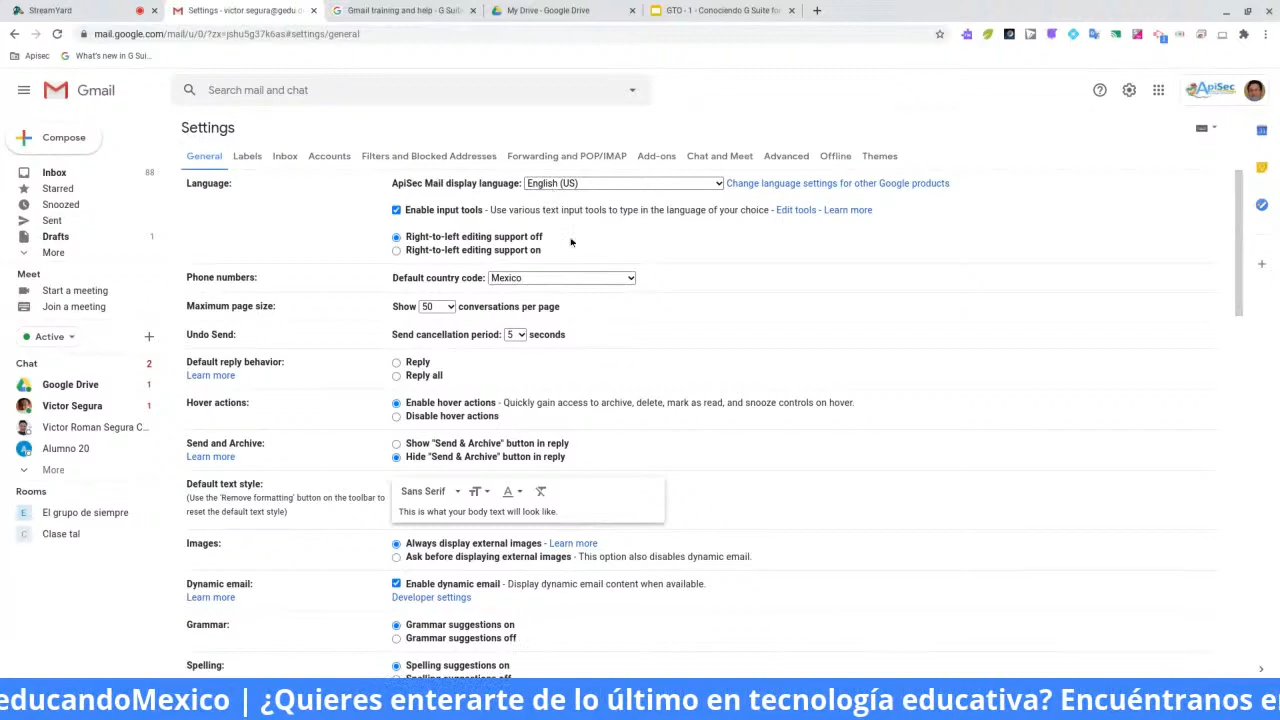 StreamYard
Settings - victor.segura@gedu
Gmail training and help - G Suite
My Drive - Google Drive
GTO - 1 - Conociendo G Suite for
mail.google.com/mail/u/0/?zx=jshu5g37k6as#settings/general
Apisec
What's new in G Sui...
Gmail
Search mail and chat
ApiSec
Compose
Inbox 88
Starred
Snoozed
Sent
Drafts 1
More
Meet
Start a meeting
Join a meeting
Active
Chat 2
Google Drive 1
Victor Segura 1
Victor Roman Segura C...
Alumno 20
More
Rooms
E El grupo de siempre
C Clase tal
Settings
General Labels Inbox Accounts Filters and Blocked Addresses Forwarding and POP/IMAP Add-ons Chat and Meet Advanced Offline Themes
Language: ApiSec Mail display language: English (US) Change language settings for other Google products
Enable input tools - Use various text input tools to type in the language of your choice - Edit tools - Learn more
Right-to-left editing support off
Right-to-left editing support on
Phone numbers: Default country code: Mexico
Maximum page size: Show 50 conversations per page
Undo Send: Send cancellation period: 5 seconds
Default reply behavior: Reply
Learn more Reply all
Hover actions: Enable hover actions - Quickly gain access to archive, delete, mark as read, and snooze controls on hover.
Disable hover actions
Send and Archive: Show "Send & Archive" button in reply
Learn more Hide "Send & Archive" button in reply
Default text style:
(Use the 'Remove formatting' button on the toolbar to
reset the default text style)
Sans Serif
This is what your body text will look like.
Images: Always display external images - Learn more
Ask before displaying external images - This option also disables dynamic email.
Dynamic email: Enable dynamic email - Display dynamic email content when available.
Learn more Developer settings
Grammar: Grammar suggestions on
Grammar suggestions off
Spelling: Spelling suggestions on
educandoMexico | ¿Quieres enterarte de lo último en tecnología educativa? Encuéntranos e